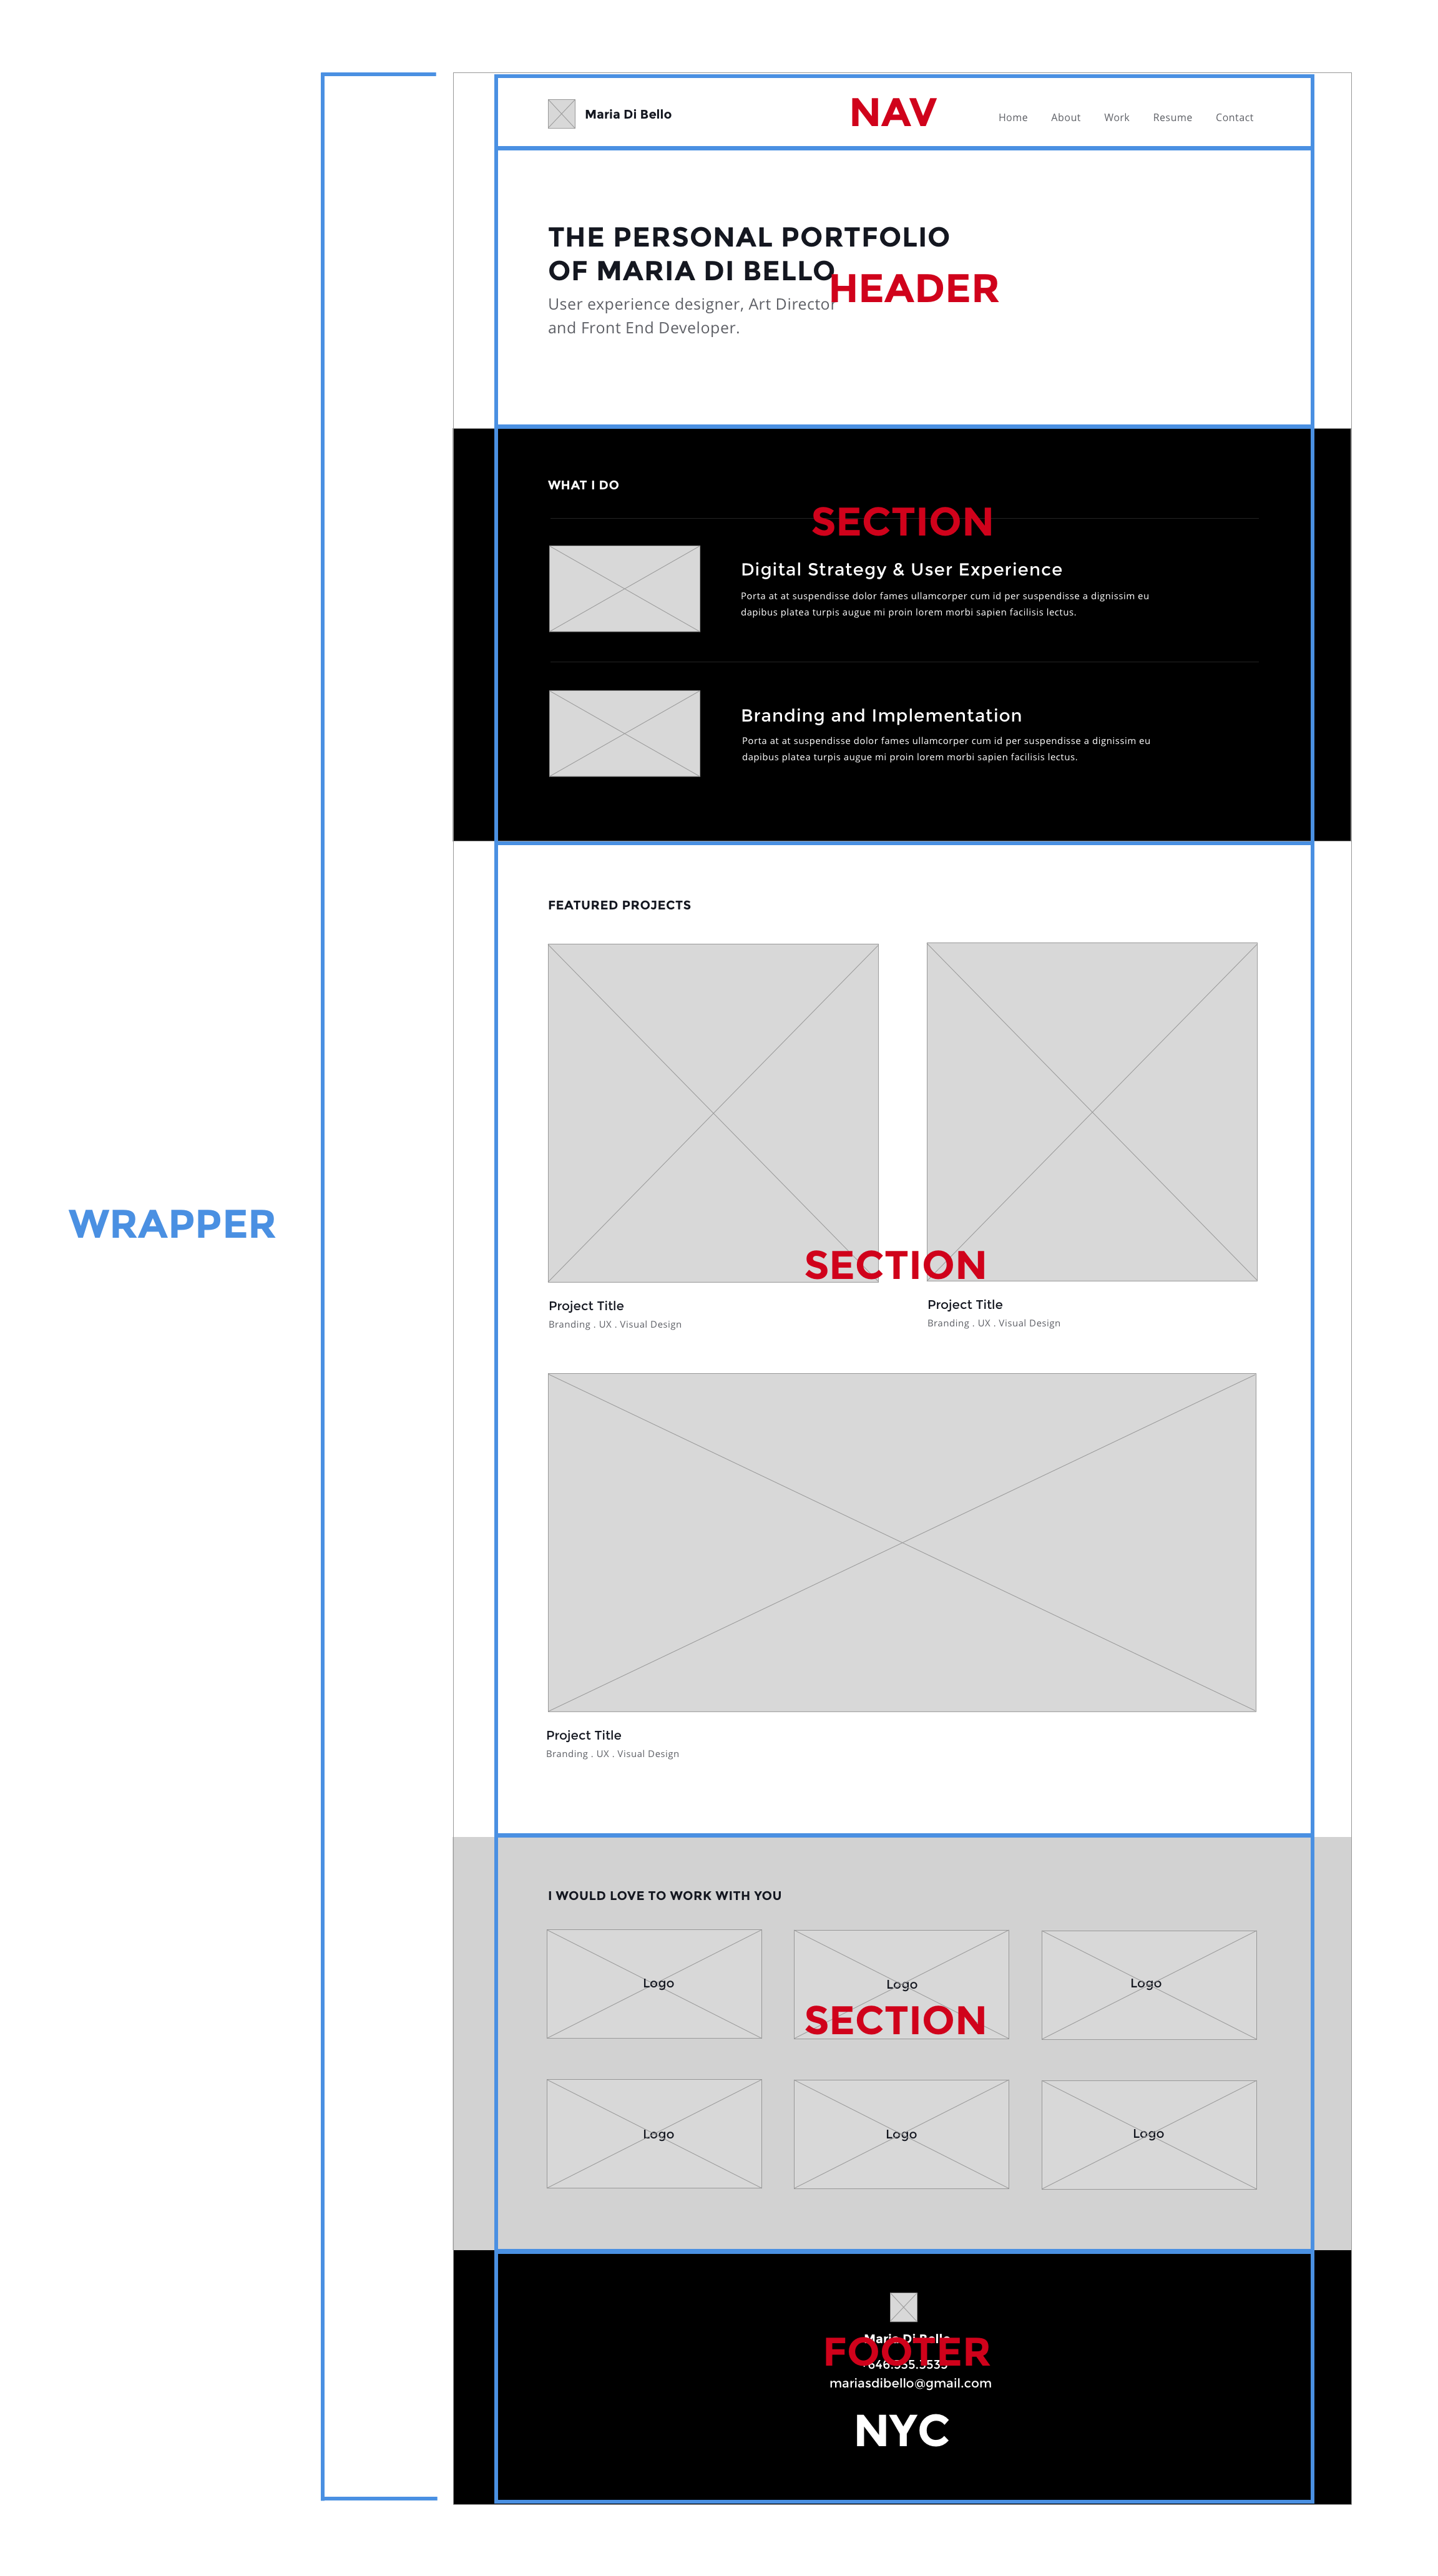 Maria Di Bello
NAV
Home About Work Resume Contact
THE PERSONAL PORTFOLIO
OF MARIA DI BELLO
HEADER
User experience designer, Art Director
and Front End Developer.
WHAT I DO
SECTION
Digital Strategy & User Experience
Porta at at suspendisse dolor fames ullamcorper cum id per suspendisse a dignissim eu
dapibus platea turpis augue mi proin lorem morbi sapien facilisis lectus.
Branding and Implementation
Porta at at suspendisse dolor fames ullamcorper cum id per suspendisse a dignissim eu
dapibus platea turpis augue mi proin lorem morbi sapien facilisis lectus.
FEATURED PROJECTS
WRAPPER
SECTION
Project Title
Branding . UX . Visual Design
Project Title
Branding . UX . Visual Design
Project Title
Branding . UX . Visual Design
I WOULD LOVE TO WORK WITH YOU
Logo
Logo
Logo
SECTION
Logo
Logo
Logo
Maria Di Bello
FOOTER
mariasdibello@gmail.com
NYC